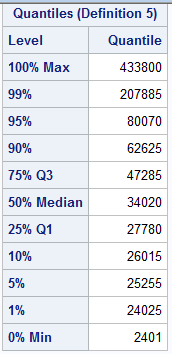 Quantiles (Definition 5)
Level Quantile
100% Max 433800
99% 207885
95% 80070
90% 62625
75% Q3 47285
50% Median 34020
25% Q1 27780
10% 26015
5% 25255
1% 24025
0% Min 2401